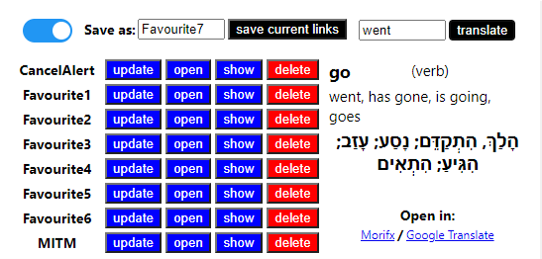 Save as: Favourite7 save current links went translate
CancelAlert update open show delete
Favourite1 update open show delete
Favourite2 update open show delete
Favourite3 update open show delete
Favourite4 update open show delete
Favourite5 update open show delete
Favourite6 update open show delete
MITM update open show delete
go (verb)
went, has gone, is going,
goes
הָלַךְ, הִתְקַדֵּם; נָסַע; עָזַב;
הִגִּיעַ; הִתְאִים
Open in:
Morifx / Google Translate